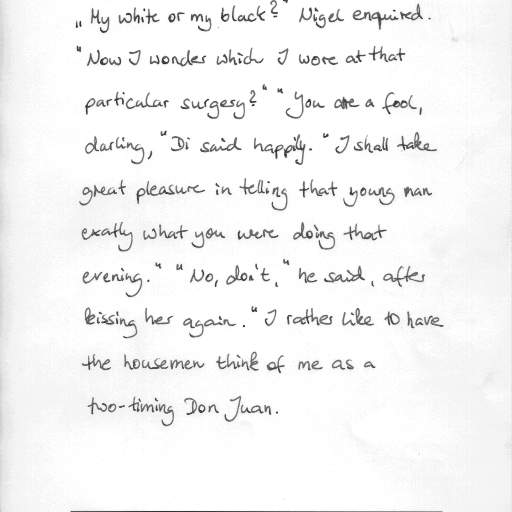 „My white or my black?" Nigel enquired.
"Now I wonder which I wore at that
particular surgery?" "You are a fool,
darling," Di said happily. "I shall take
great pleasure in telling that young man
exatly what you were doing that
evening." "No, don't," he said, after
kissing her again. "I rather like to have
the housemen think of me as a
two-timing Don Juan.